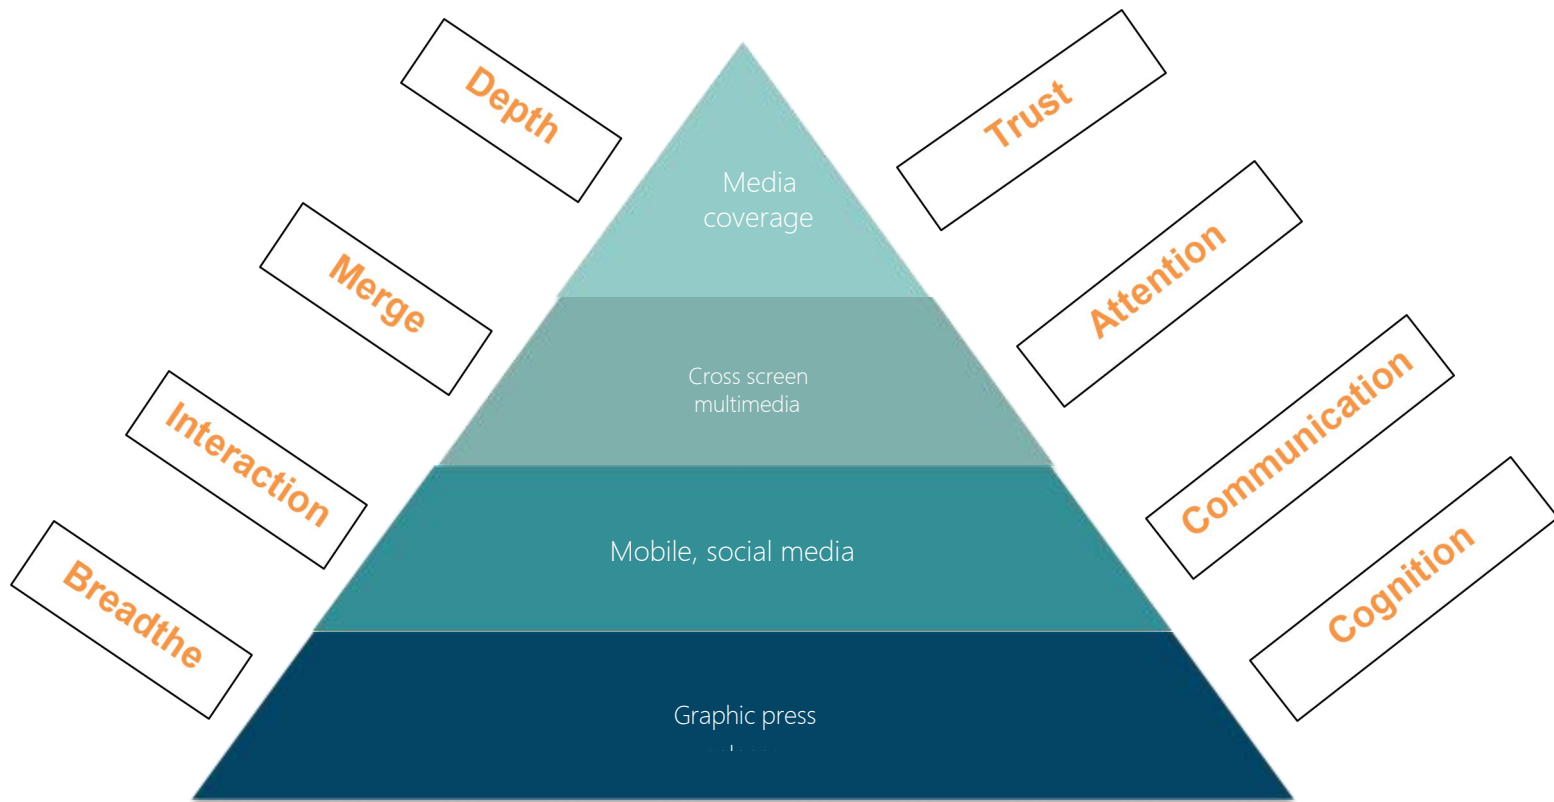 Depth
Trust
Media
coverage
Merge
Attention
Cross screen
multimedia
Interaction
Communication
Mobile, social media
Breadthe
Cognition
Graphic press